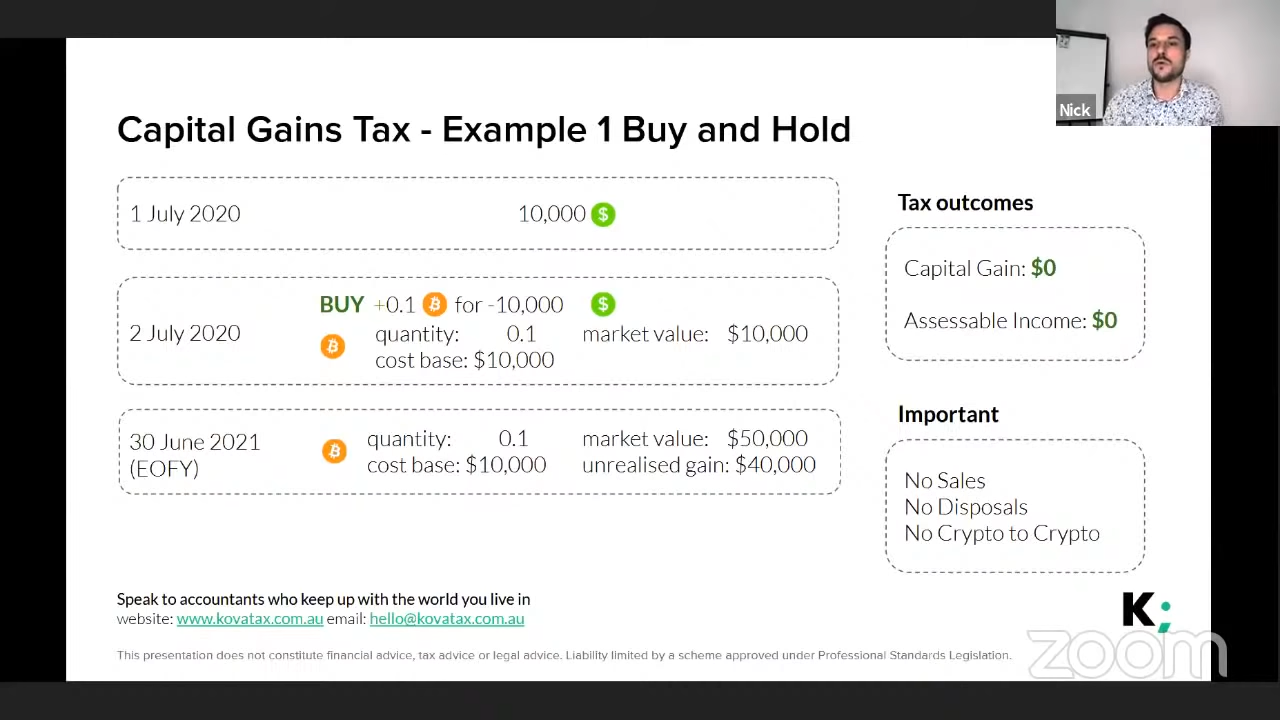 Nick
Capital Gains Tax - Example 1 Buy and Hold
1 July 2020 10,000 $
BUY +0.1 ₿ for -10,000 $
2 July 2020
₿ quantity: 0.1 market value: $10,000
cost base: $10,000
30 June 2021
(EOFY)
₿ quantity: 0.1 market value: $50,000
cost base: $10,000 unrealised gain: $40,000
Tax outcomes
Capital Gain: $0
Assessable Income: $0
Important
No Sales
No Disposals
No Crypto to Crypto
Speak to accountants who keep up with the world you live in
website: www.kovatax.com.au email: hello@kovatax.com.au
This presentation does not constitute financial advice, tax advice or legal advice. Liability limited by a scheme approved under Professional Standards Legislation.
K;
zoom